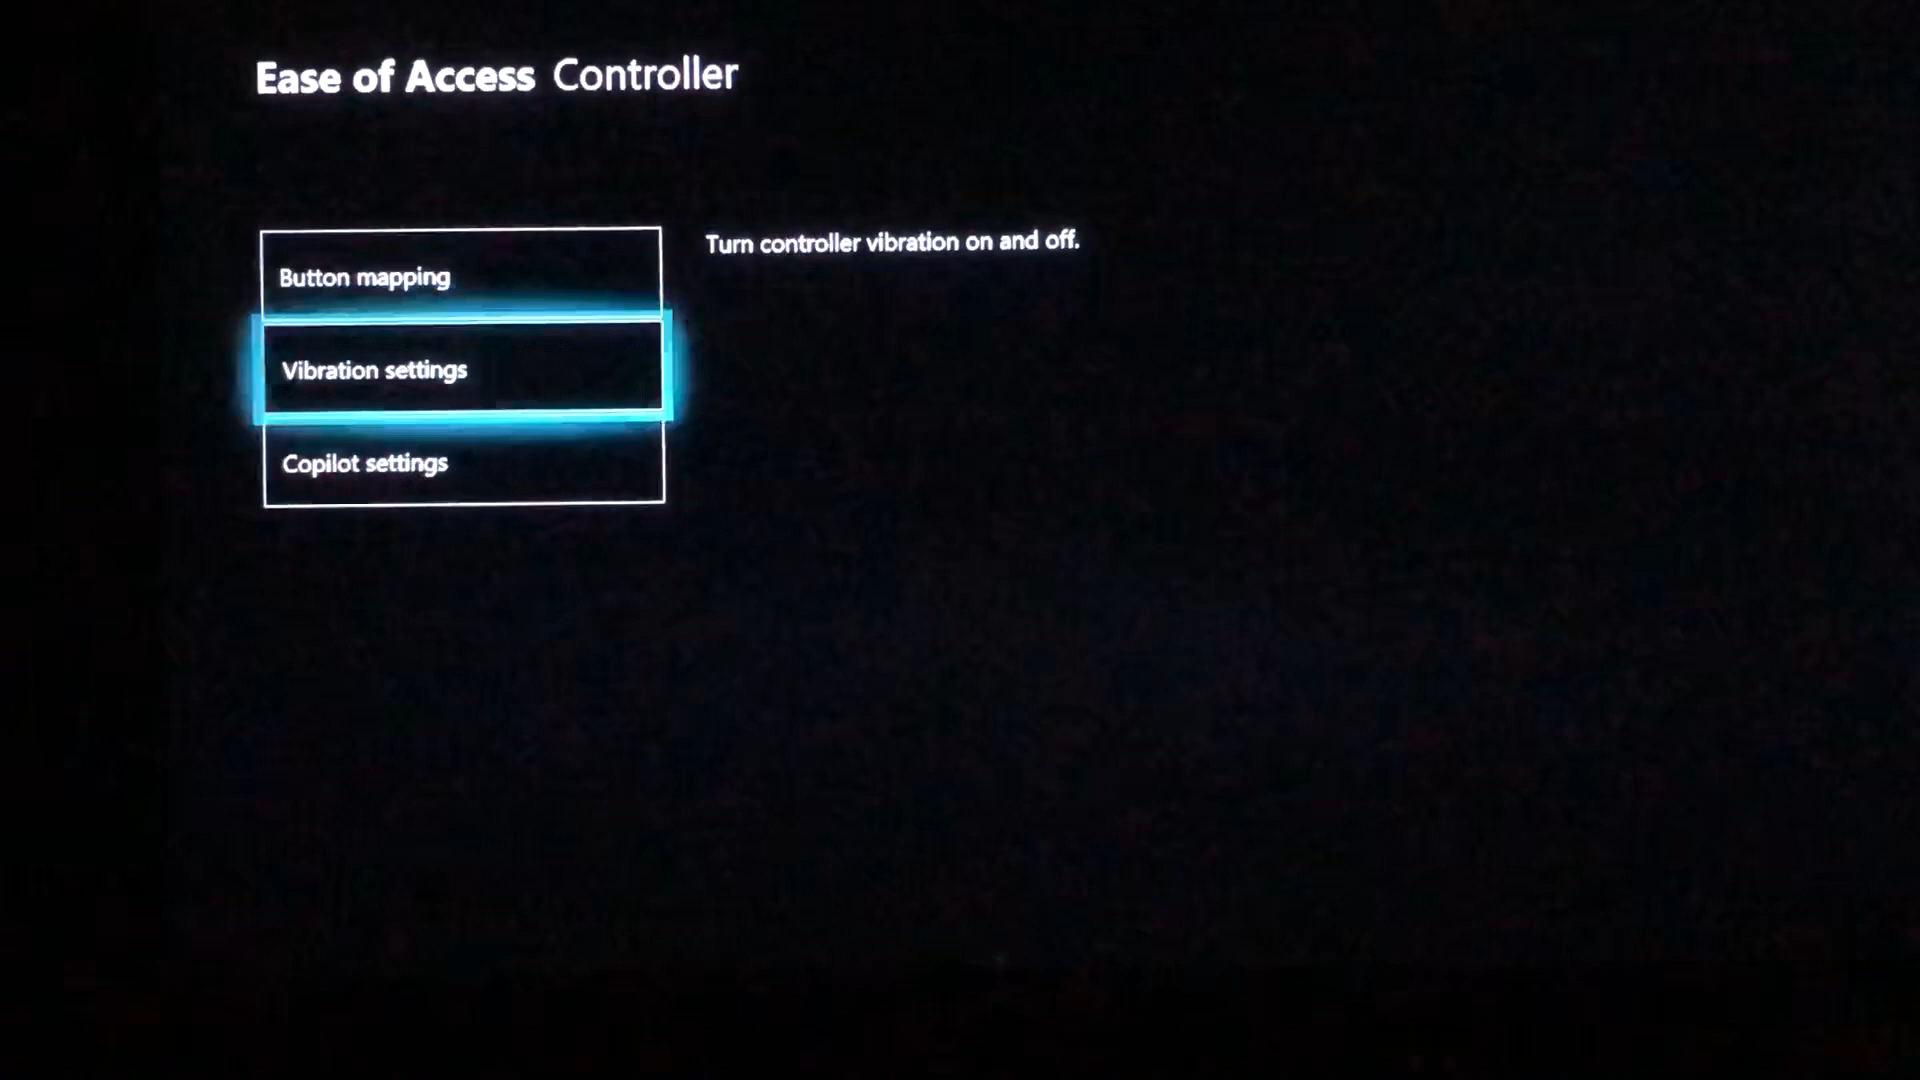 Ease of Access Controller
Button mapping
Turn controller vibration on and off.
Vibration settings
Copilot settings